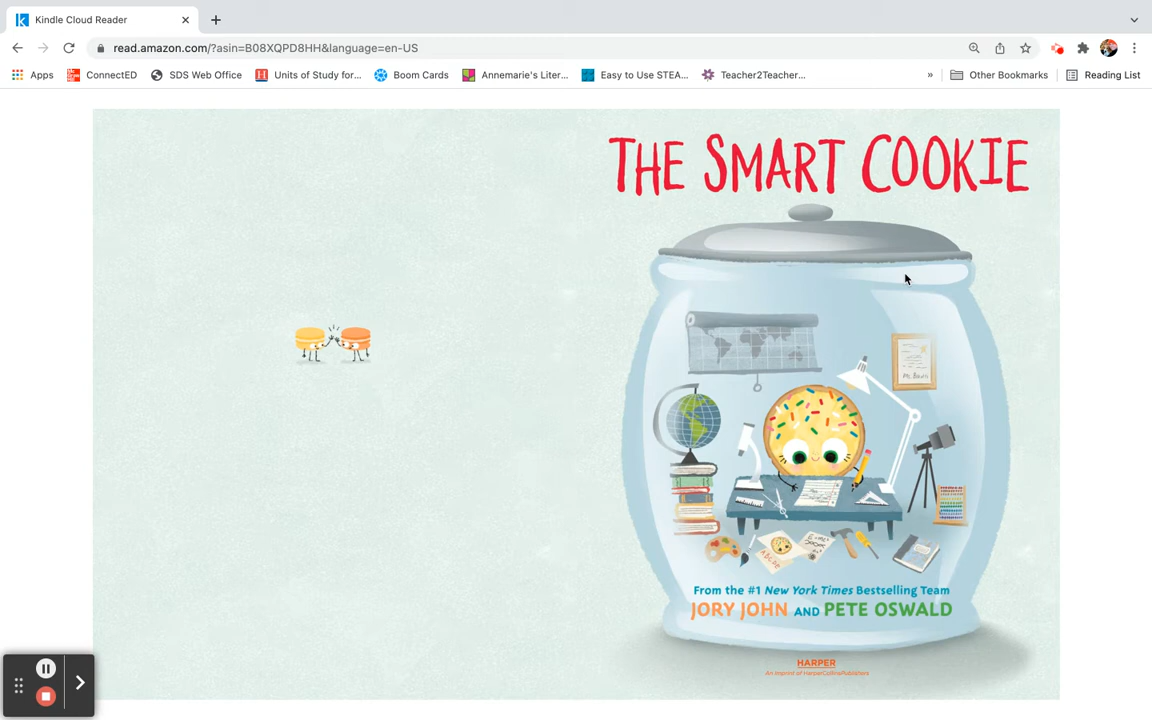 Kindle Cloud Reader
read.amazon.com/?asin=B08XQPD8HH&language=en-US
Apps
ConnectED
SDS Web Office
Units of Study for...
Boom Cards
Annemarie's Liter...
Easy to Use STEA...
Teacher2Teacher...
»
Other Bookmarks
Reading List
THE SMART COOKIE
From the #1 New York Times Bestselling Team
JORY JOHN AND PETE OSWALD
HARPER
An Imprint of HarperCollinsPublishers